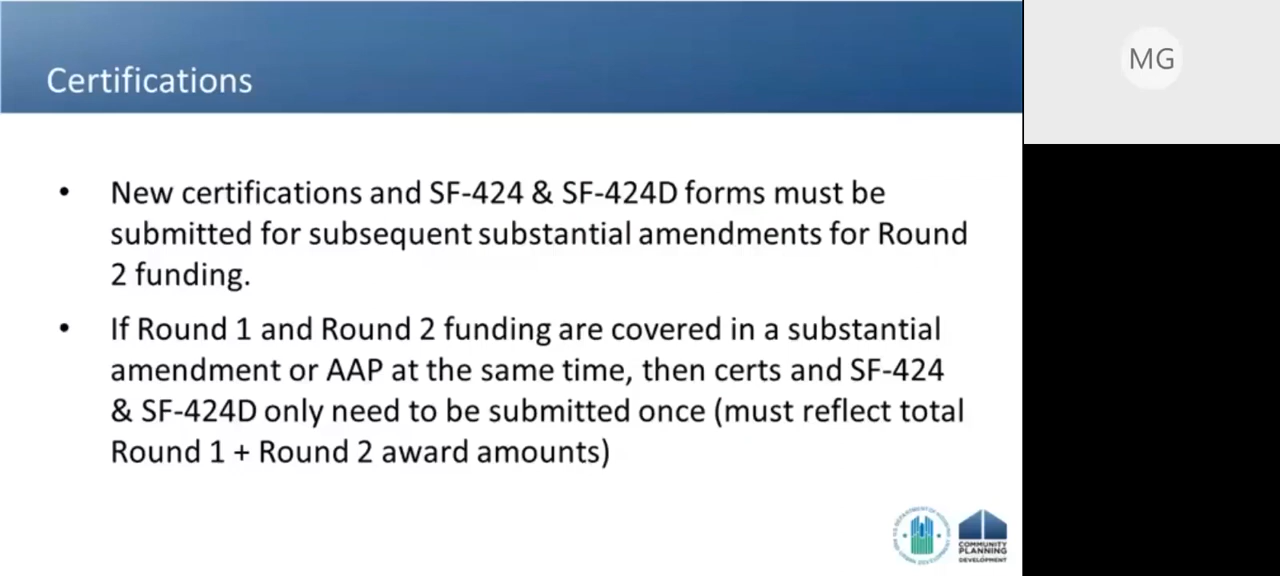 Certifications
MG
• New certifications and SF-424 & SF-424D forms must be
submitted for subsequent substantial amendments for Round
2 funding.
• If Round 1 and Round 2 funding are covered in a substantial
amendment or AAP at the same time, then certs and SF-424
& SF-424D only need to be submitted once (must reflect total
Round 1 + Round 2 award amounts)
COMMUNITY
PLANNING
DEVELOPMENT